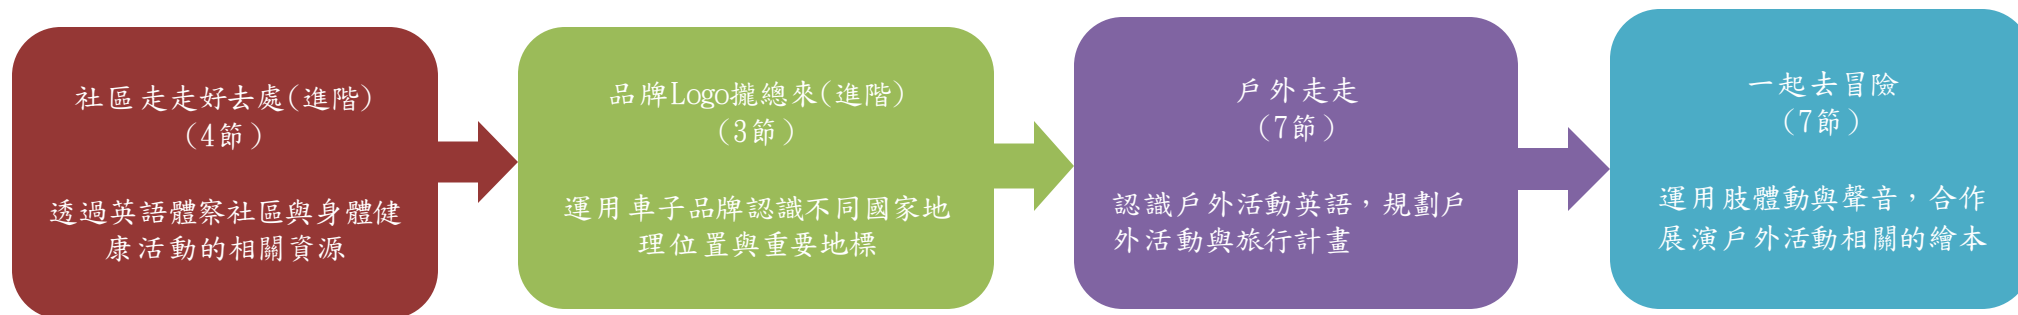 社區走走好去處(進階)
(4節)
透過英語體察社區與身體健
康活動的相關資源
品牌Logo攏總來(進階)
(3節)
運用車子品牌認識不同國家地
理位置與重要地標
戶外走走
(7節)
認識戶外活動英語，規劃戶
外活動與旅行計畫
一起去冒險
(7節)
運用肢體動與聲音，合作
展演戶外活動相關的繪本